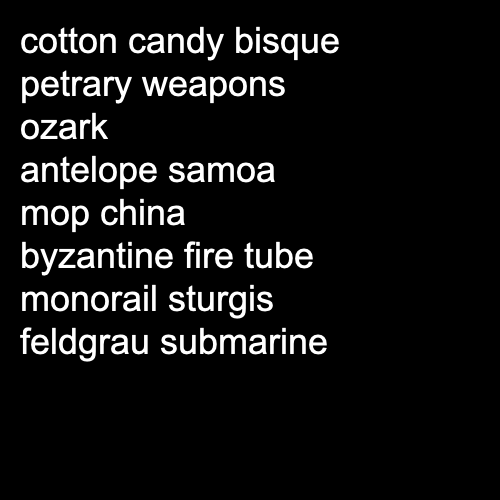 cotton candy bisque
petrary weapons
ozark
antelope samoa
mop china
byzantine fire tube
monorail sturgis
feldgrau submarine